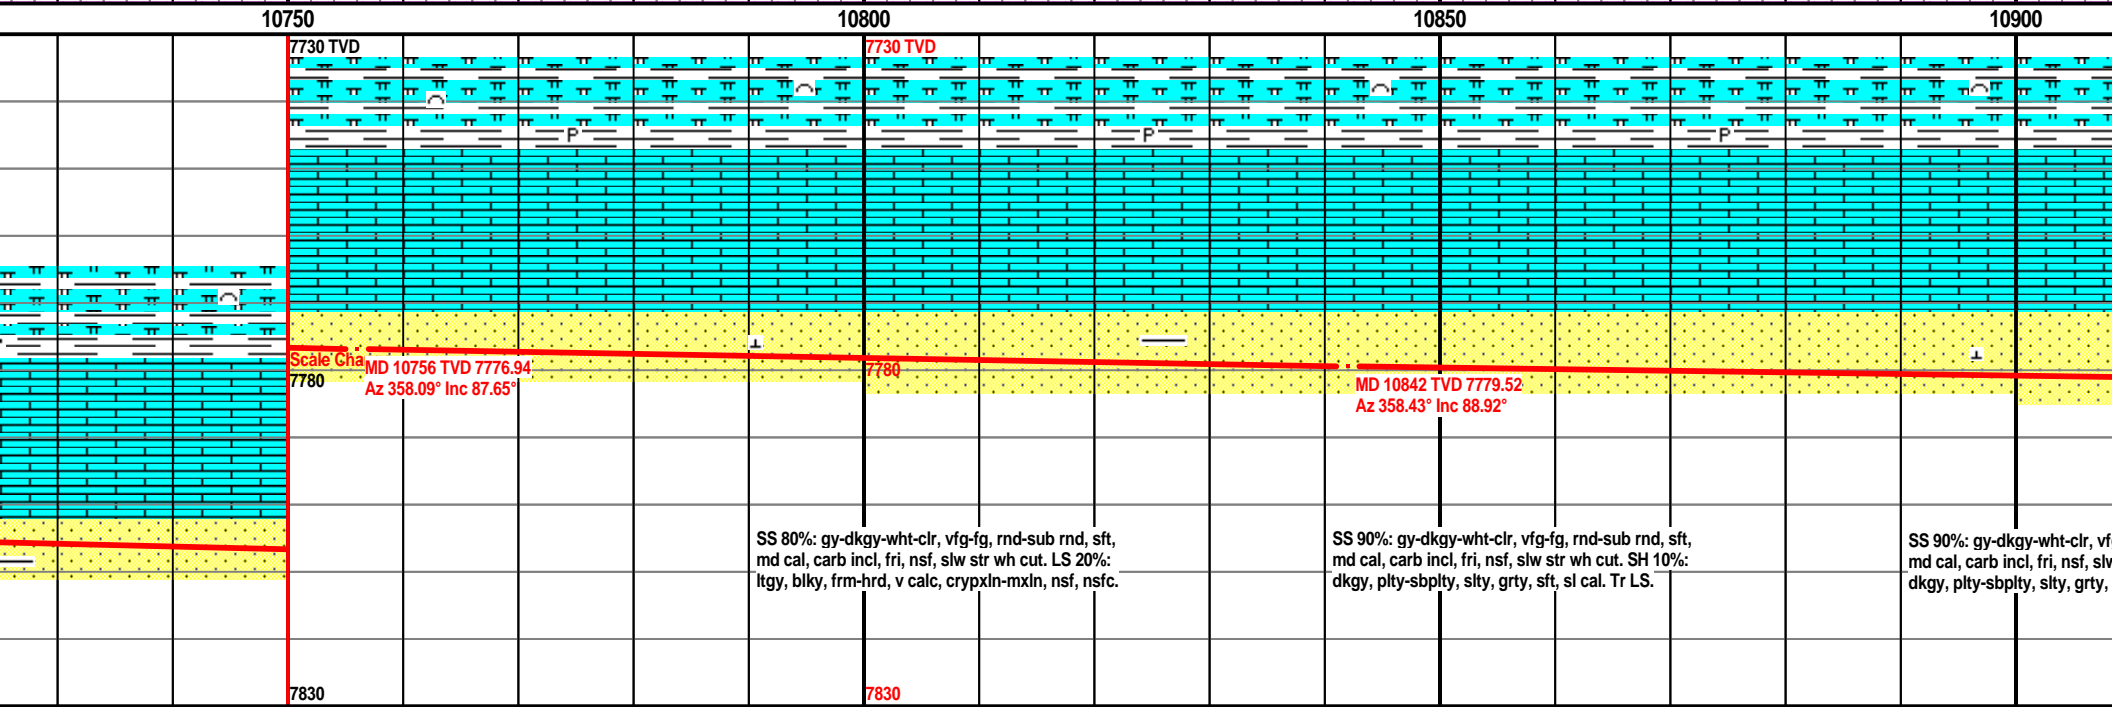 10750
10800
10850
10900
7730 TVD
7730 TVD
P
P
P
Scale Cha
MD 10756 TVD 7776.94
Az 358.09° Inc 87.65°
7780
7780
MD 10842 TVD 7779.52
Az 358.43° Inc 88.92°
SS 80%: gy-dkgy-wht-clr, vfg-fg, rnd-sub rnd, sft,
md cal, carb incl, fri, nsf, slw str wh cut. LS 20%:
ltgy, blky, frm-hrd, v calc, crypxln-mxln, nsf, nsfc.
SS 90%: gy-dkgy-wht-clr, vfg-fg, rnd-sub rnd, sft,
md cal, carb incl, fri, nsf, slw str wh cut. SH 10%:
dkgy, plty-sbplty, slty, grty, sft, sl cal. Tr LS.
SS 90%: gy-dkgy-wht-clr, vf
md cal, carb incl, fri, nsf, slw
dkgy, plty-sbplty, slty, grty,
7830
7830